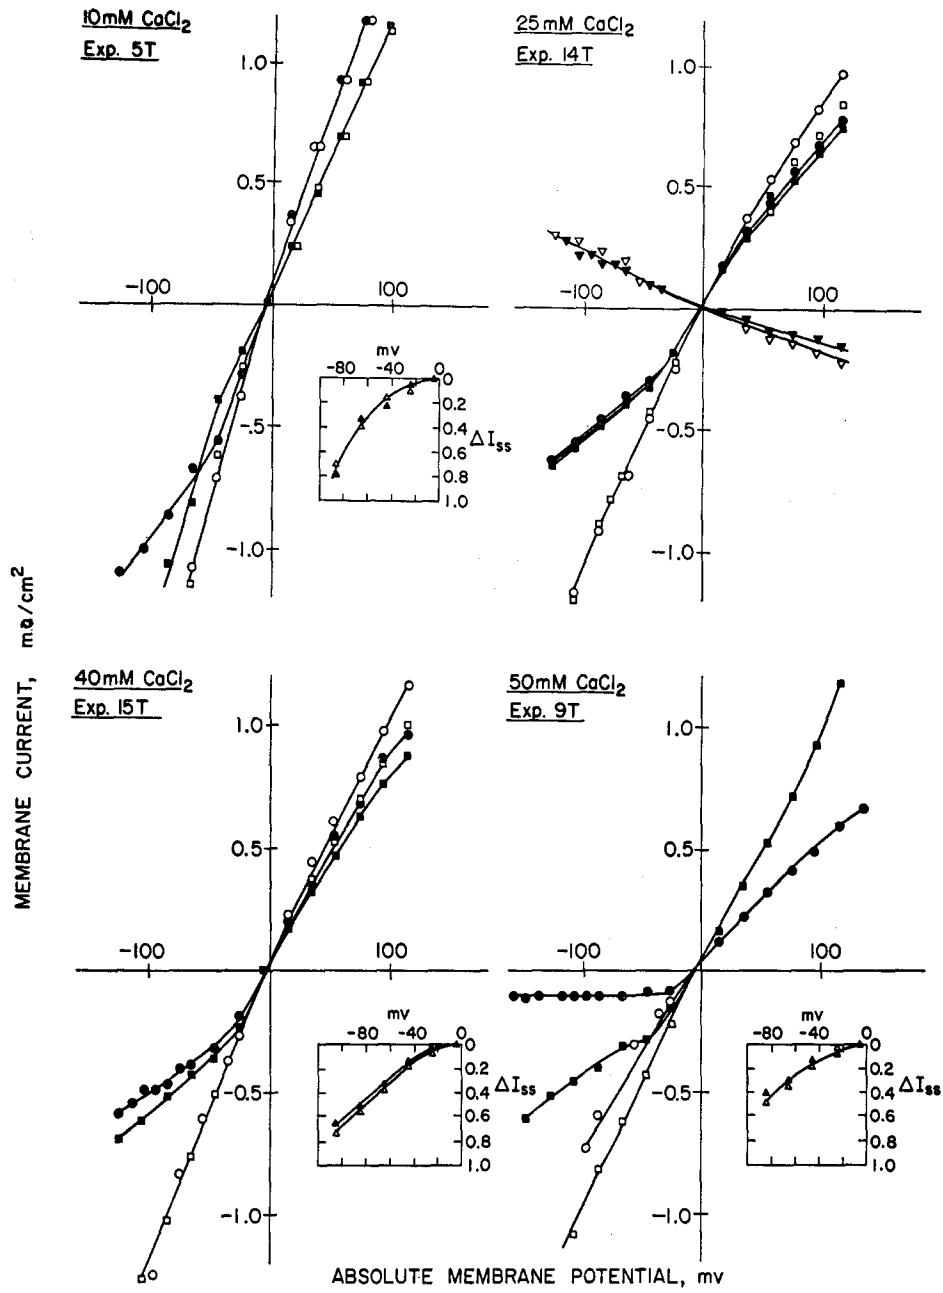 10mM CaCl2
Exp. 5T
1.0
0.5
-100
100
-.5
-1.0
mv
-80 -40 0
0
0.2
0.4
0.6
0.8
1.0
ΔIss
25mM CaCl2
Exp. 14T
1.0
0.5
-100
100
-0.5
-1.0
MEMBRANE CURRENT, ma/cm2
40mM CaCl2
Exp. 15T
1.0
0.5
-100
100
-0.5
-1.0
mv
-80 -40 0
0
0.2
0.4
0.6
0.8
1.0
ΔIss
50mM CaCl2
Exp. 9T
1.0
0.5
-100
100
-0.5
-1.0
mv
-80 -40 0
0
0.2
0.4
0.6
0.8
1.0
ΔIss
ABSOLUTE MEMBRANE POTENTIAL, mv